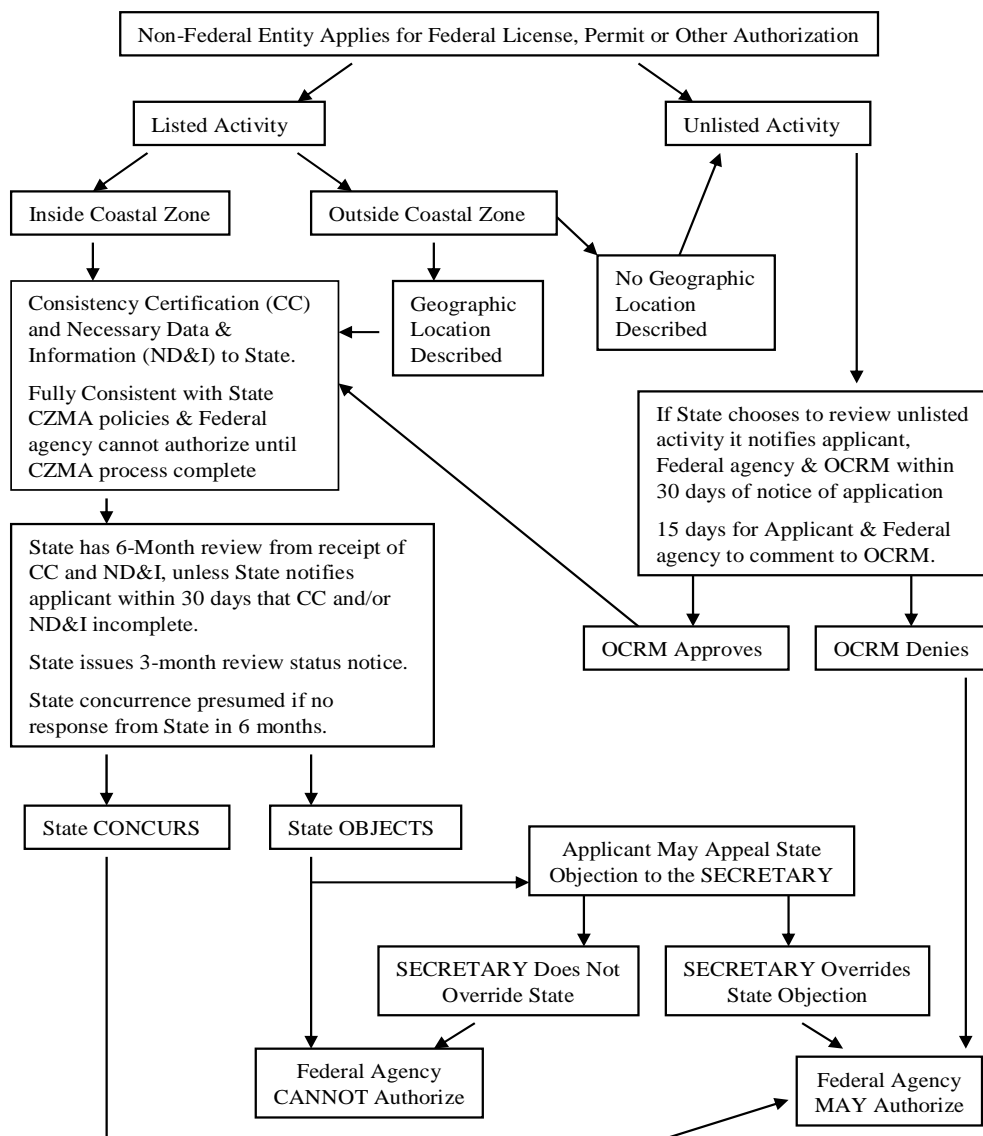 Non-Federal Entity Applies for Federal License, Permit or Other Authorization
Listed Activity
Unlisted Activity
Inside Coastal Zone
Outside Coastal Zone
No Geographic
Location
Described
Consistency Certification (CC)
and Necessary Data &
Information (ND&I) to State.
Fully Consistent with State
CZMA policies & Federal
agency cannot authorize until
CZMA process complete
Geographic
Location
Described
If State chooses to review unlisted
activity it notifies applicant,
Federal agency & OCRM within
30 days of notice of application
15 days for Applicant & Federal
agency to comment to OCRM.
State has 6-Month review from receipt of
CC and ND&I, unless State notifies
applicant within 30 days that CC and/or
ND&I incomplete.
State issues 3-month review status notice.
State concurrence presumed if no
response from State in 6 months.
OCRM Approves
OCRM Denies
State CONCURS
State OBJECTS
Applicant May Appeal State
Objection to the SECRETARY
SECRETARY Does Not
Override State
SECRETARY Overrides
State Objection
Federal Agency
CANNOT Authorize
Federal Agency
MAY Authorize